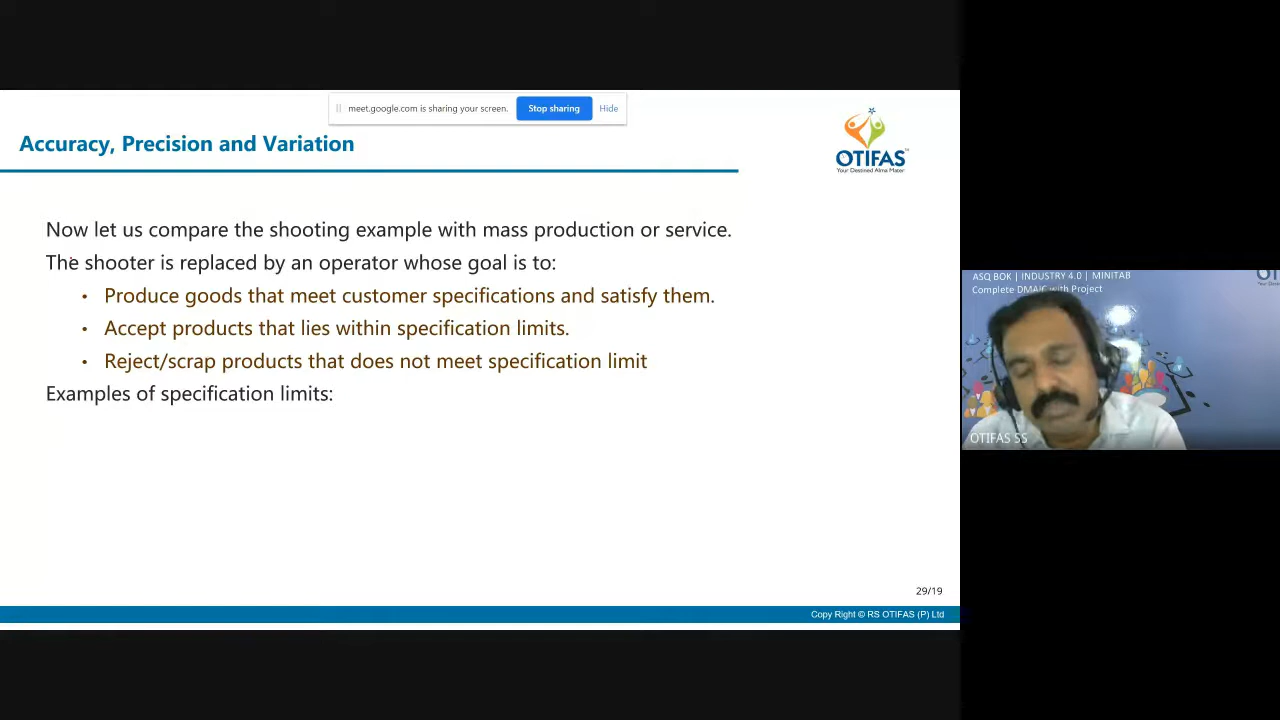 meet.google.com is sharing your screen.
Stop sharing
Hide
Accuracy, Precision and Variation
OTIFAS
Your Destined Alma Mater
Now let us compare the shooting example with mass production or service.
The shooter is replaced by an operator whose goal is to:
• Produce goods that meet customer specifications and satisfy them.
• Accept products that lies within specification limits.
• Reject/scrap products that does not meet specification limit
Examples of specification limits:
29/19
Copy Right © RS OTIFAS (P) Ltd
ASQ BOK | INDUSTRY 4.0 | MINITAB
Complete DMAIC with Project
OTIFAS SS